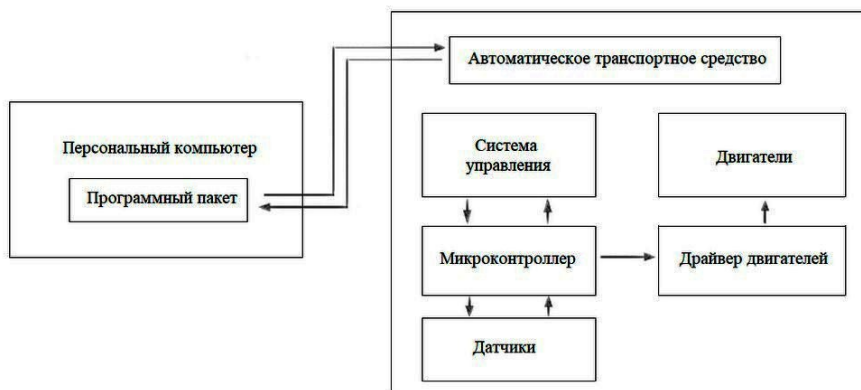 Автоматическое транспортное средство
Персональный компьютер
Программный пакет
Система
управления
Двигатели
Микроконтроллер
Драйвер двигателей
Датчики